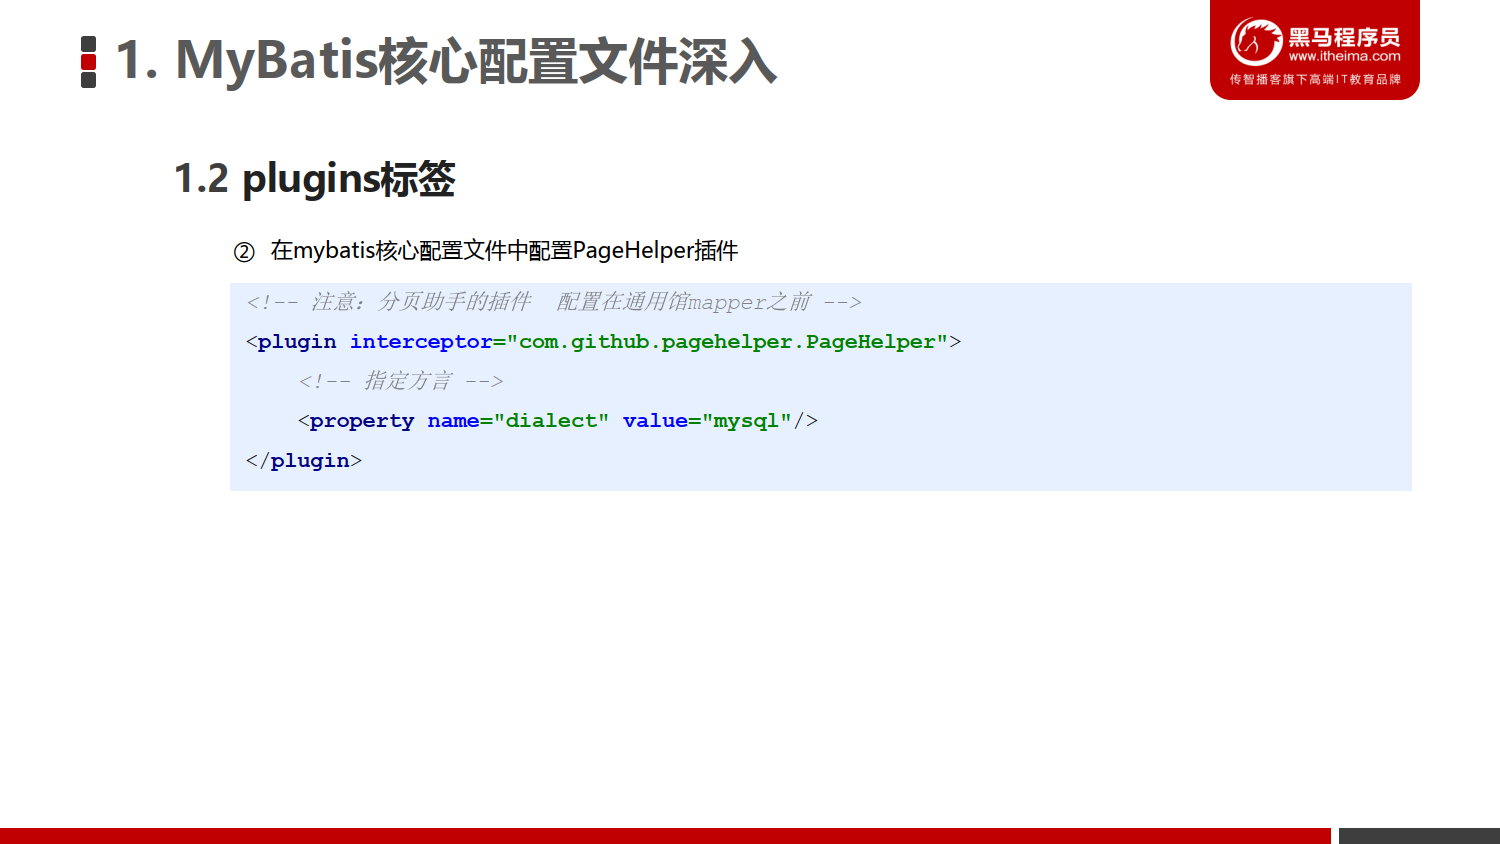 1. MyBatis核心配置文件深入
黑马程序员
www.itheima.com
传智播客旗下高端IT教育品牌
1.2 plugins标签
② 在mybatis核心配置文件中配置PageHelper插件
<!-- 注意：分页助手的插件  配置在通用馆mapper之前 -->
<plugin interceptor="com.github.pagehelper.PageHelper">
    <!-- 指定方言 -->
    <property name="dialect" value="mysql"/>
</plugin>